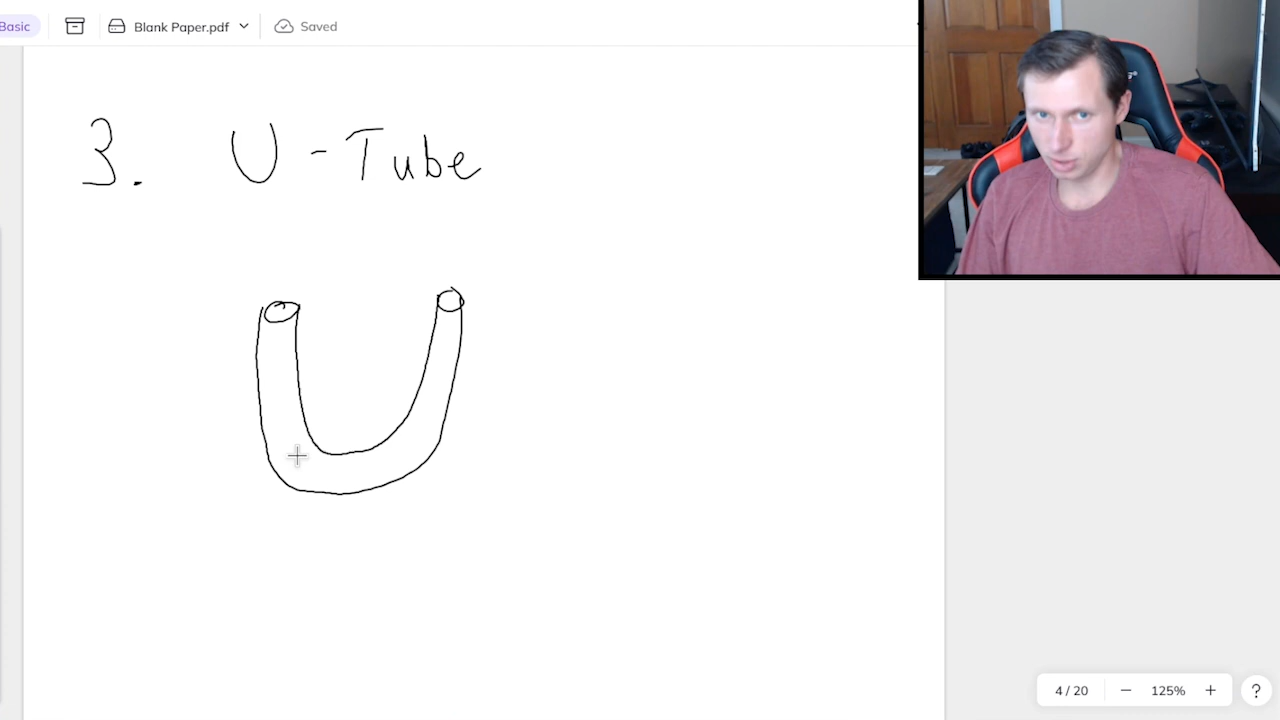 Basic
Blank Paper.pdf
Saved
3. U-Tube
4 / 20
125%
?